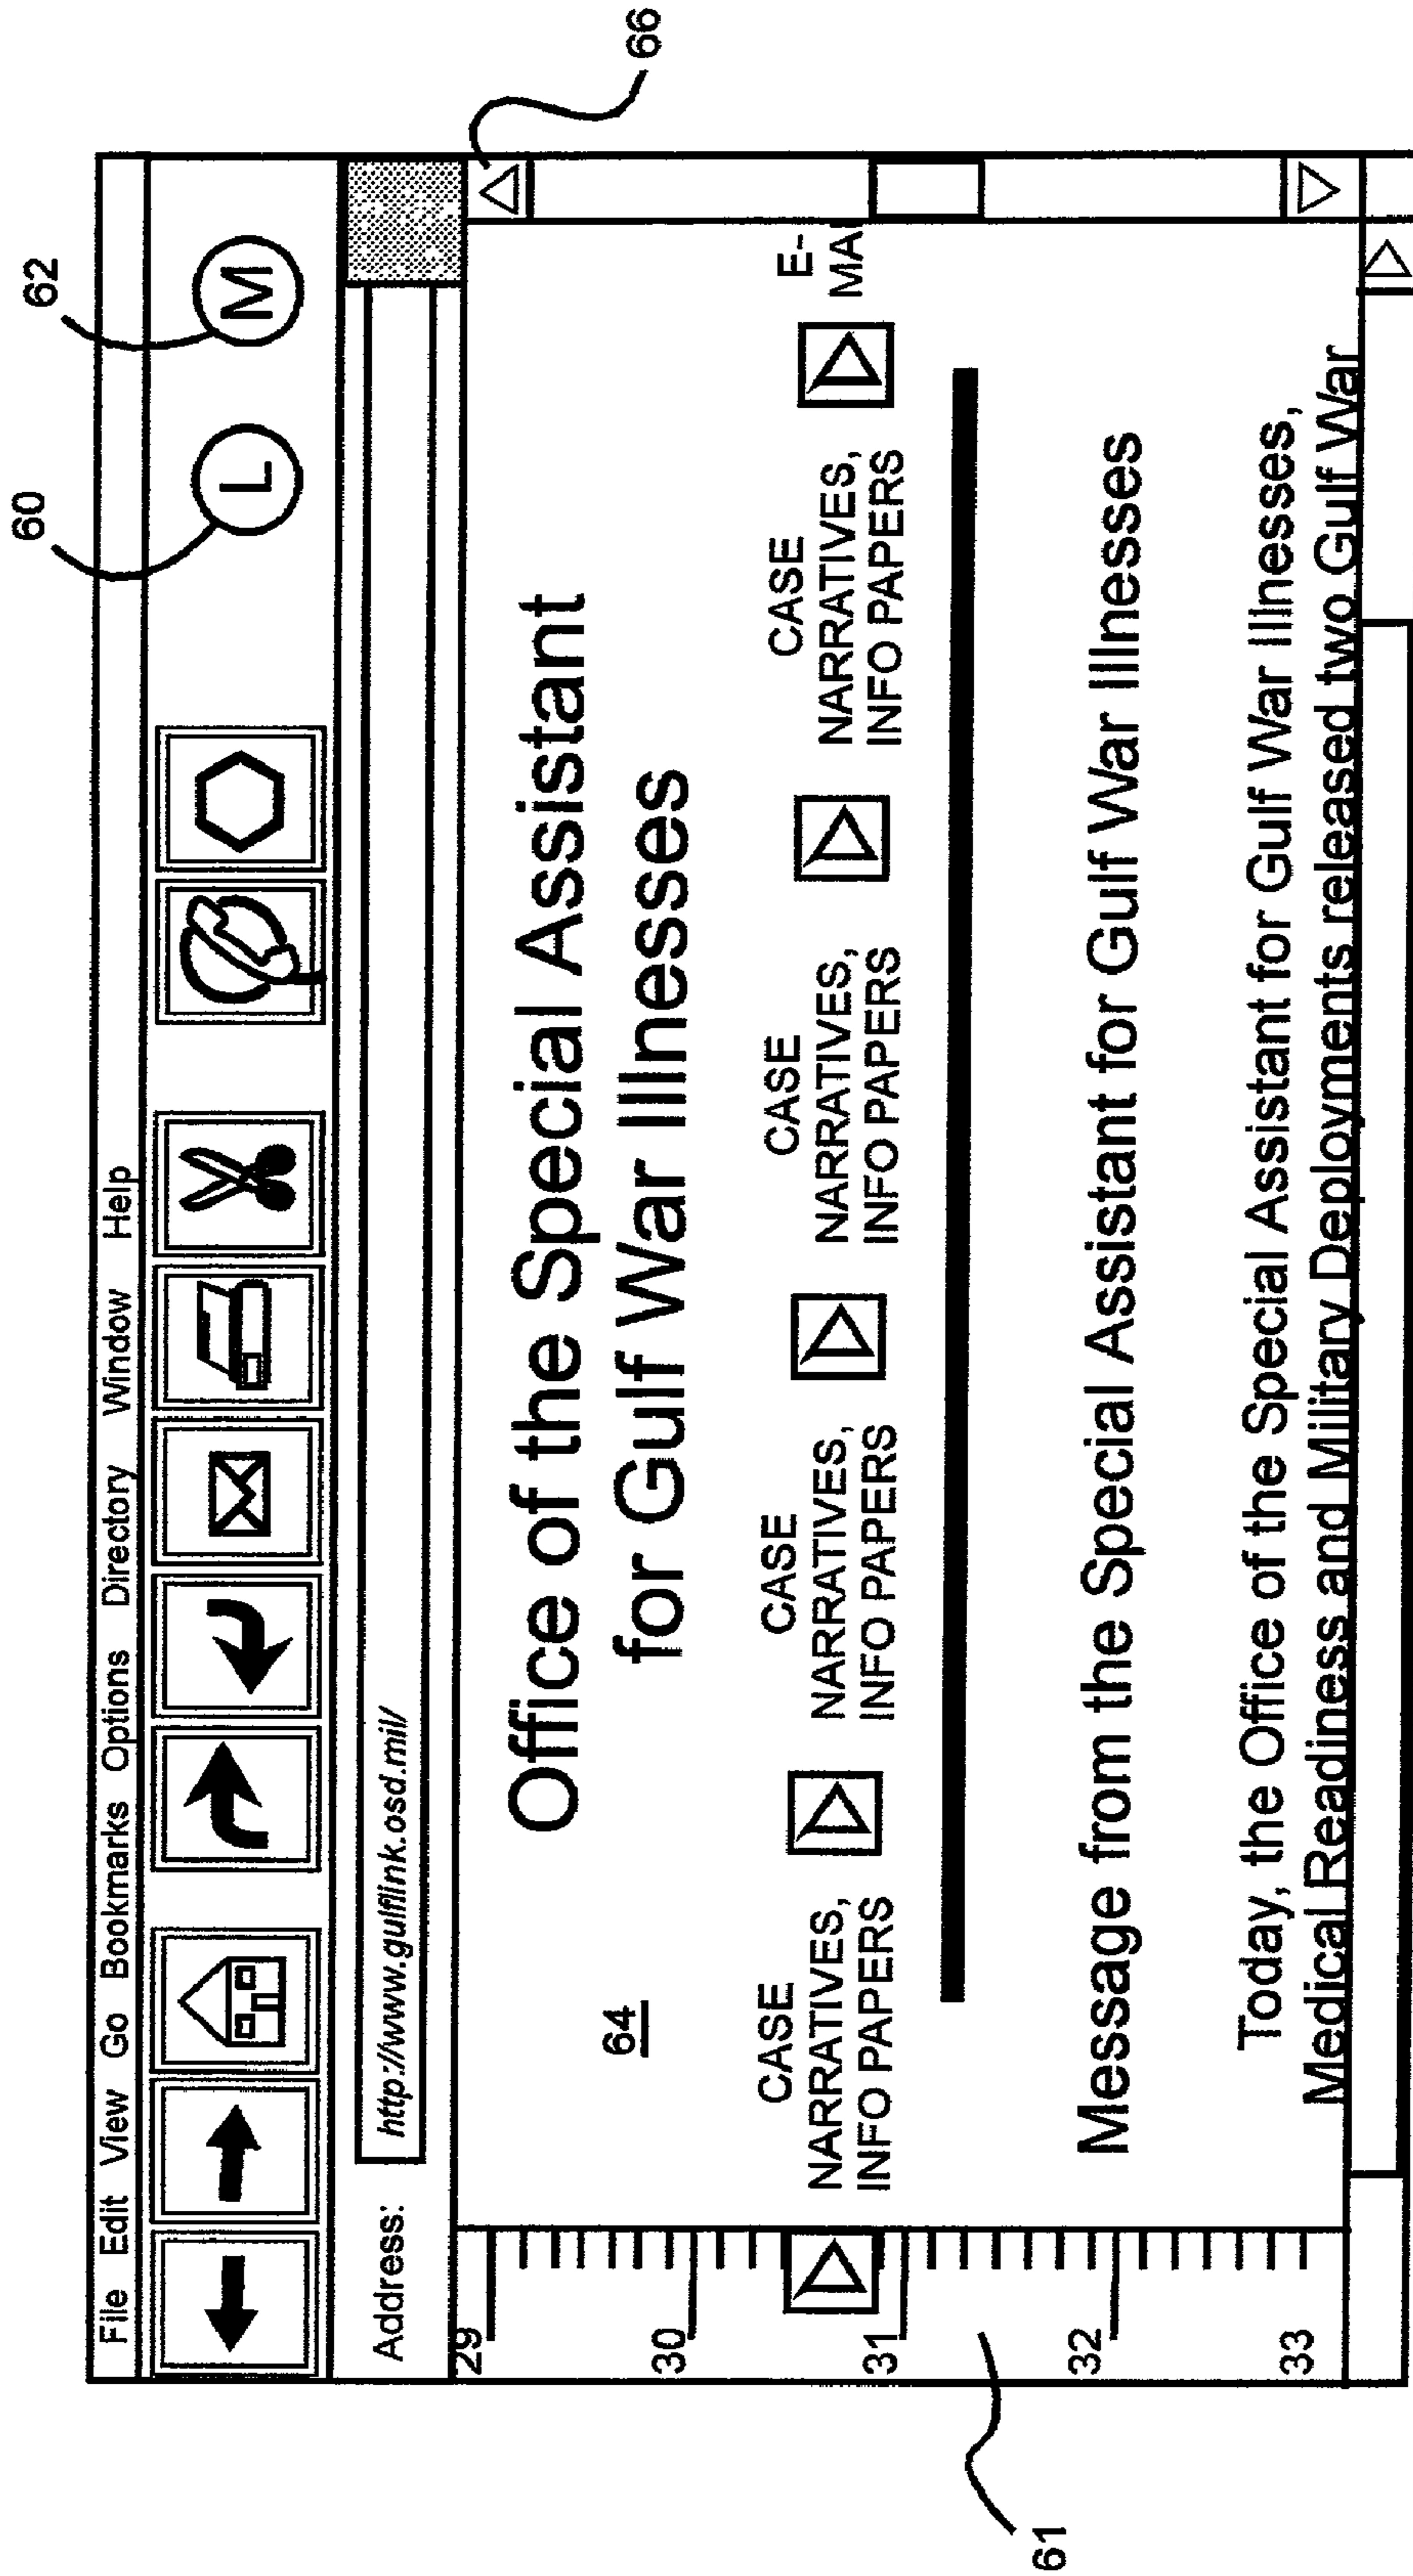 60
62
File Edit View Go Bookmarks Options Directory Window Help
L
M
Address:
http://www.gulflink.osd.mil/
66
29
30
31
32
33
61
Office of the Special Assistant
for Gulf War Illnesses
64
CASE
NARRATIVES,
INFO PAPERS
CASE
NARRATIVES,
INFO PAPERS
CASE
NARRATIVES,
INFO PAPERS
CASE
NARRATIVES,
INFO PAPERS
E-
MAI
Message from the Special Assistant for Gulf War Illnesses
Today, the Office of the Special Assistant for Gulf War Illnesses,
Medical Readiness and Military Deployments released two Gulf War